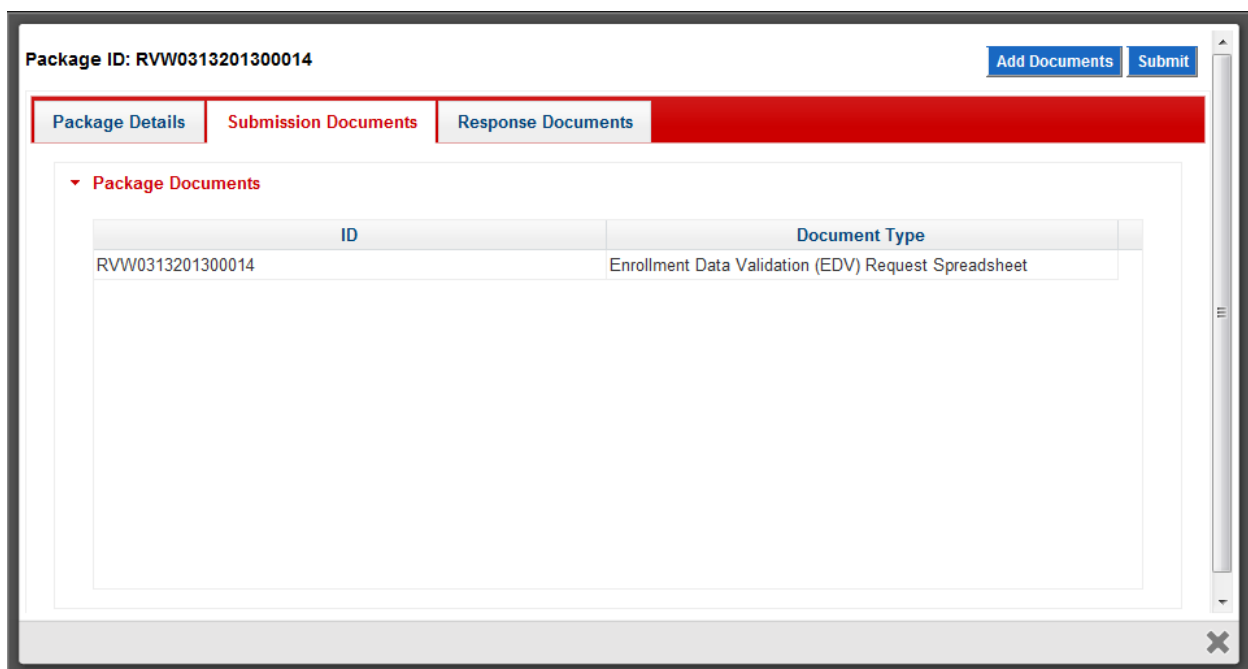 Package ID: RVW0313201300014
Add Documents Submit
Package Details Submission Documents Response Documents
Package Documents
ID Document Type
RVW0313201300014 Enrollment Data Validation (EDV) Request Spreadsheet